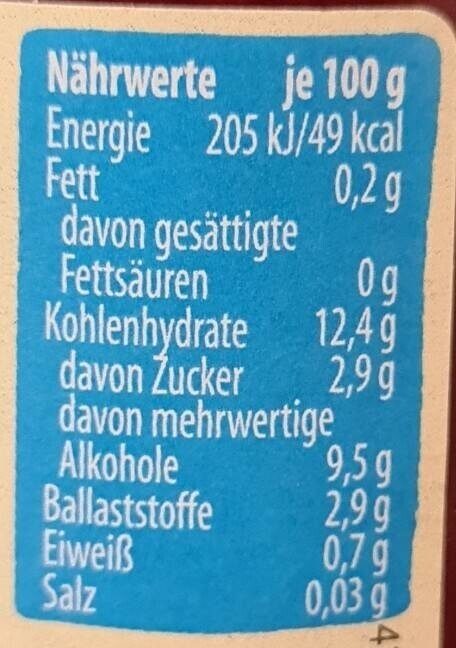 Nährwerte je 100 g
Energie 205 kJ/49 kcal
Fett 0,2 g
davon gesättigte
Fettsäuren 0 g
Kohlenhydrate 12,4 g
davon Zucker 2,9 g
davon mehrwertige
Alkohole 9,5 g
Ballaststoffe 2,9 g
Eiweiß 0,7 g
Salz 0,03 g